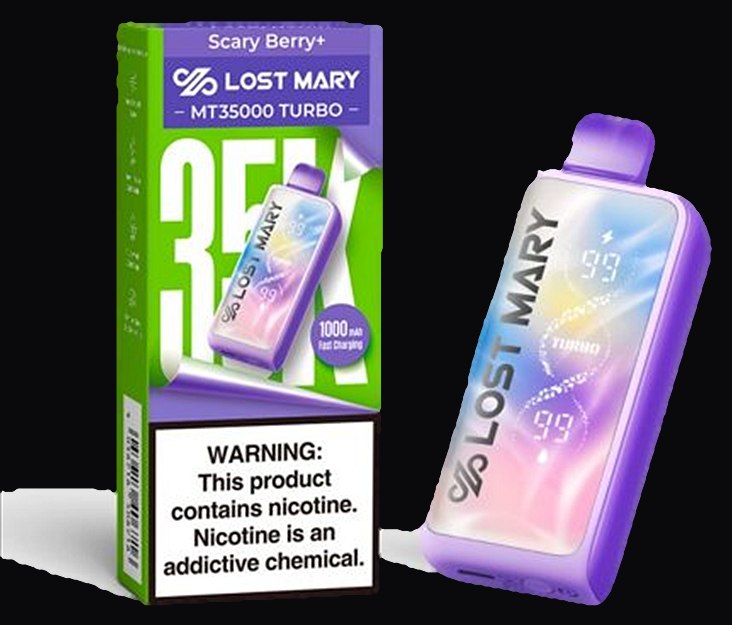 Scary Berry+
LOST MARY
MT35000 TURBO
35K
LOST MARY
99
99
1000 mAh
Fast Charging
WARNING:
This product
contains nicotine.
Nicotine is an
addictive chemical.
LOST MARY
99
TURBO
99